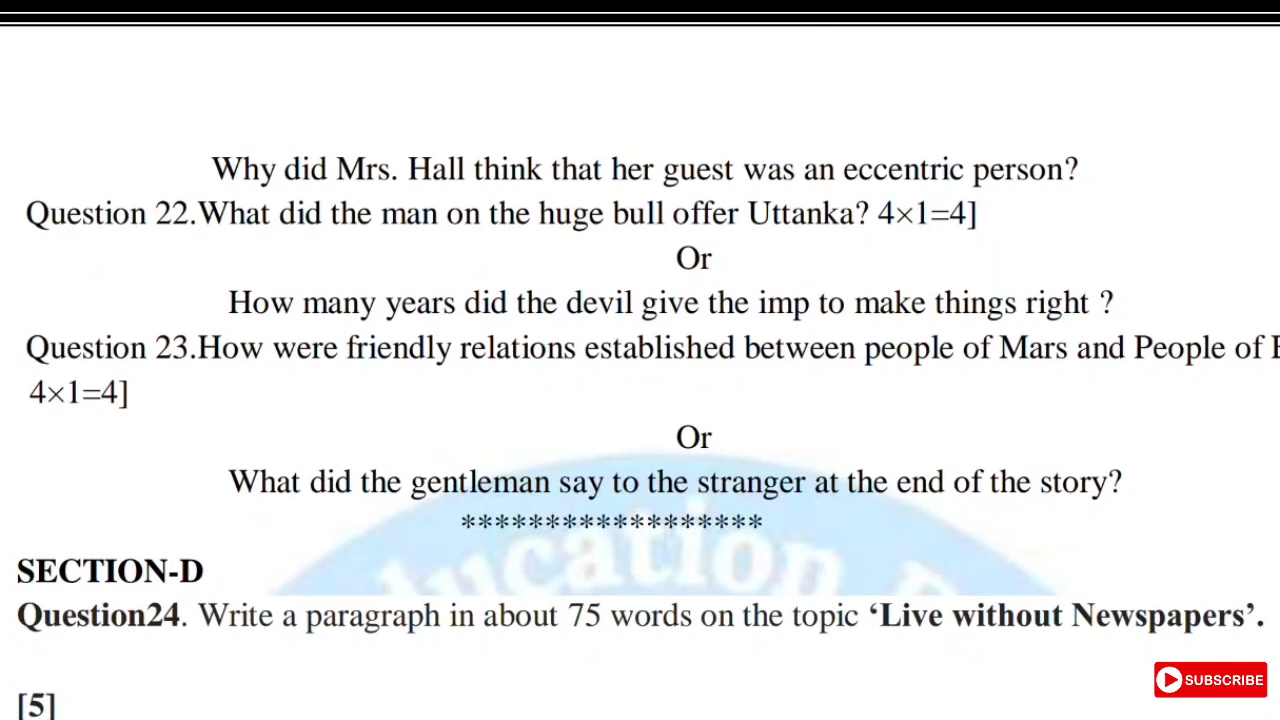 Why did Mrs. Hall think that her guest was an eccentric person?
Question 22.What did the man on the huge bull offer Uttanka? 4×1=4]
Or
How many years did the devil give the imp to make things right ?
Question 23.How were friendly relations established between people of Mars and People of
4×1=4]
Or
What did the gentleman say to the stranger at the end of the story?
******************
ducation
SECTION-D
Question24. Write a paragraph in about 75 words on the topic ‘Live without Newspapers’.
SUBSCRIBE
[5]